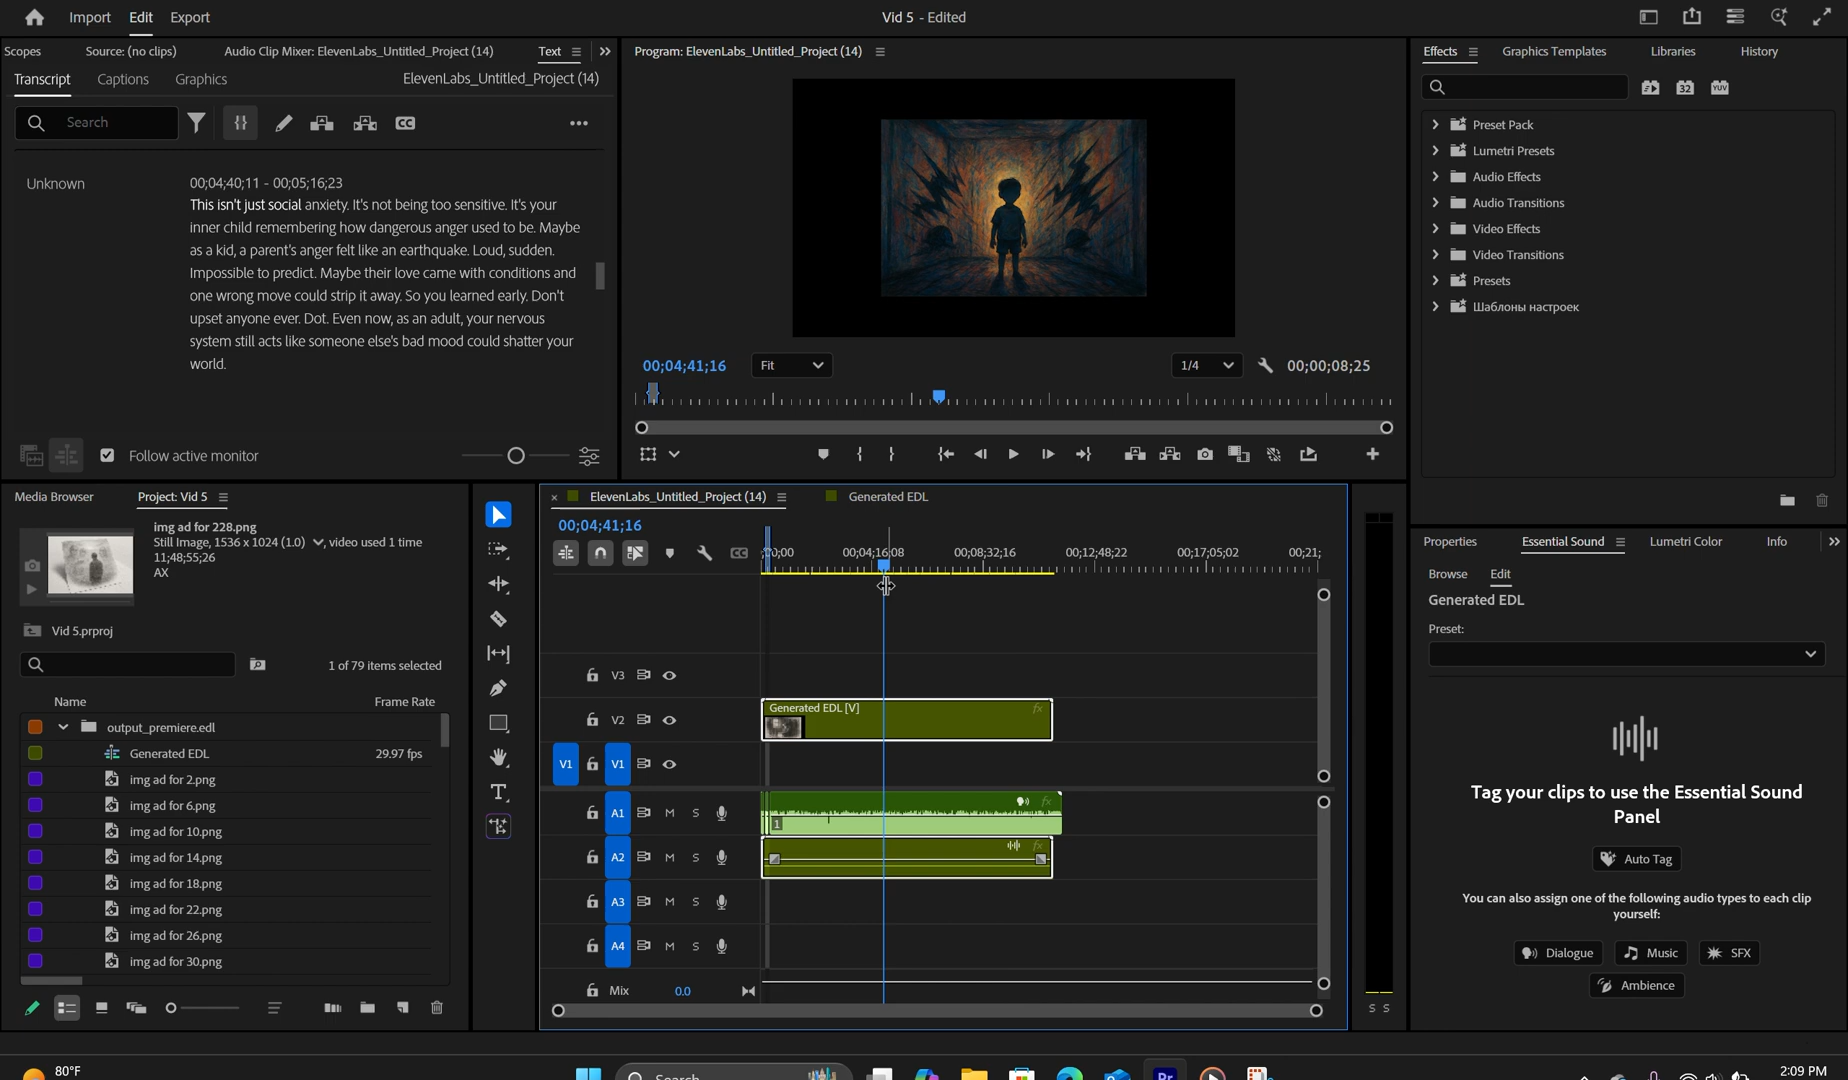 Import Edit Export Vid 5 - Edited
Scopes Source: (no clips) Audio Clip Mixer: ElevenLabs_Untitled_Project (14) Text
Program: ElevenLabs_Untitled_Project (14)
Effects Graphics Templates Libraries History
Transcript Captions Graphics ElevenLabs_Untitled_Project (14)
Search
CC
32
YUV
Unknown
00;04;40;11 - 00;05;16;23
This isn't just social anxiety. It's not being too sensitive. It's your
inner child remembering how dangerous anger used to be. Maybe
as a kid, a parent's anger felt like an earthquake. Loud, sudden.
Impossible to predict. Maybe their love came with conditions and
one wrong move could strip it away. So you learned early. Don't
upset anyone ever. Dot. Even now, as an adult, your nervous
system still acts like someone else's bad mood could shatter your
world.
Follow active monitor
00;04;41;16 Fit 1/4 00;00;08;25
Preset Pack
Lumetri Presets
Audio Effects
Audio Transitions
Video Effects
Video Transitions
Presets
Шаблоны настроек
Media Browser Project: Vid 5
img ad for 228.png
Still Image, 1536 x 1024 (1.0) , video used 1 time
11;48;55;26
AX
Vid 5.prproj
1 of 79 items selected
Name Frame Rate
output_premiere.edl
Generated EDL 29.97 fps
img ad for 2.png
img ad for 6.png
img ad for 10.png
img ad for 14.png
img ad for 18.png
img ad for 22.png
img ad for 26.png
img ad for 30.png
ElevenLabs_Untitled_Project (14) Generated EDL
00;04;41;16
CC
;00;00 00;04;16;08 00;08;32;16 00;12;48;22 00;17;05;02 00;21;
V3
V2
Generated EDL [V] fx
V1 V1
A1 M S
fx
1
A2 M S
fx
A3 M S
A4 M S
Mix 0.0
S S
Properties Essential Sound Lumetri Color Info
Browse Edit
Generated EDL
Preset:
Tag your clips to use the Essential Sound
Panel
Auto Tag
You can also assign one of the following audio types to each clip
yourself:
Dialogue Music SFX
Ambience
80°F
Search
Pr
2:09 PM